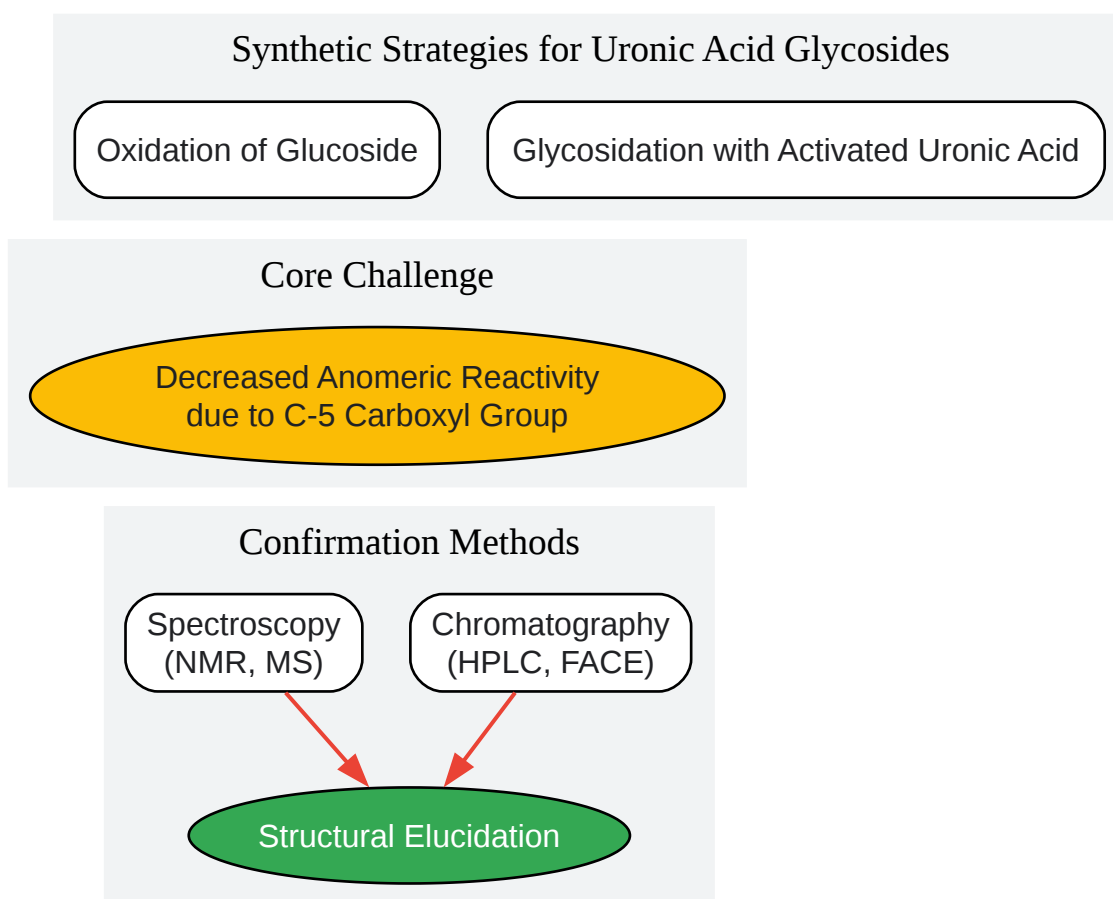 Synthetic Strategies for Uronic Acid Glycosides
Oxidation of Glucoside
Glycosidation with Activated Uronic Acid
Core Challenge
Decreased Anomeric Reactivity
due to C-5 Carboxyl Group
Confirmation Methods
Spectroscopy
(NMR, MS)
Chromatography
(HPLC, FACE)
Structural Elucidation